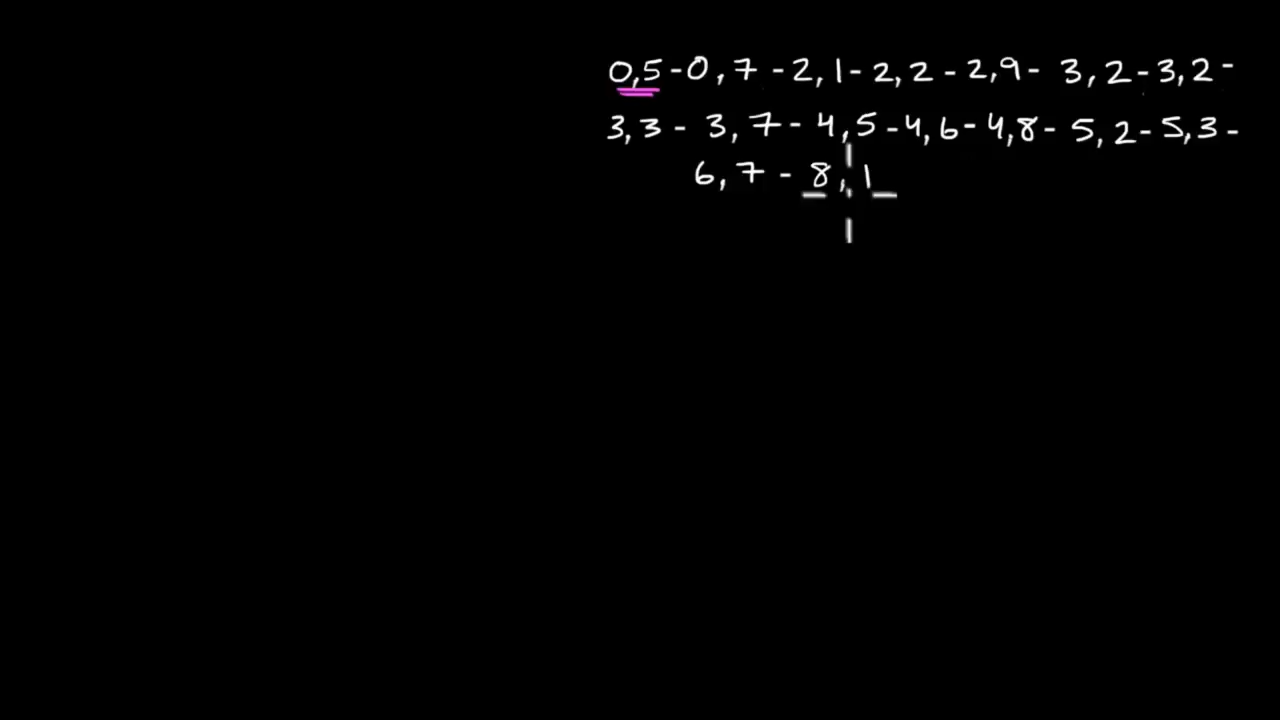 0,5 - 0,7 - 2,1 - 2,2 - 2,9 - 3,2 - 3,2 -
3,3 - 3,7 - 4,5 - 4,6 - 4,8 - 5,2 - 5,3 -
6,7 - 8,1